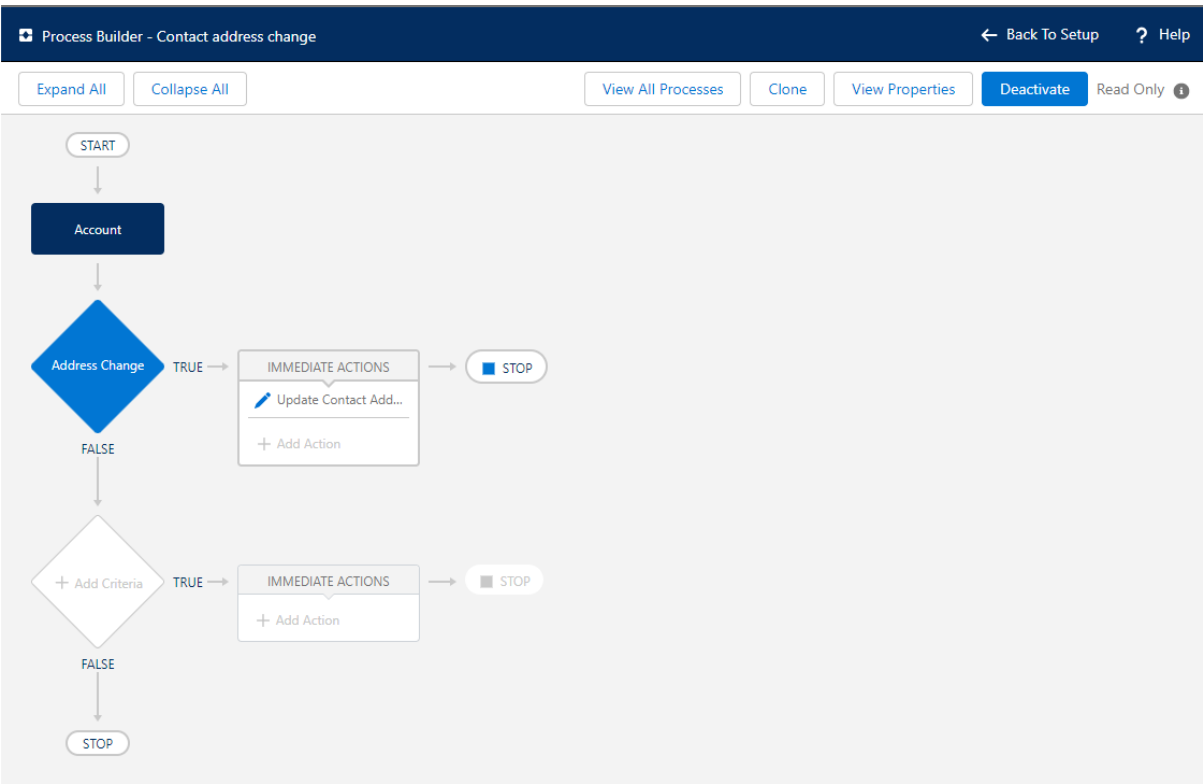 Process Builder - Contact address change
Back To Setup
? Help
Expand All
Collapse All
View All Processes
Clone
View Properties
Deactivate
Read Only
START
Account
Address Change
TRUE
IMMEDIATE ACTIONS
STOP
Update Contact Add...
+ Add Action
FALSE
+ Add Criteria
TRUE
IMMEDIATE ACTIONS
STOP
+ Add Action
FALSE
STOP